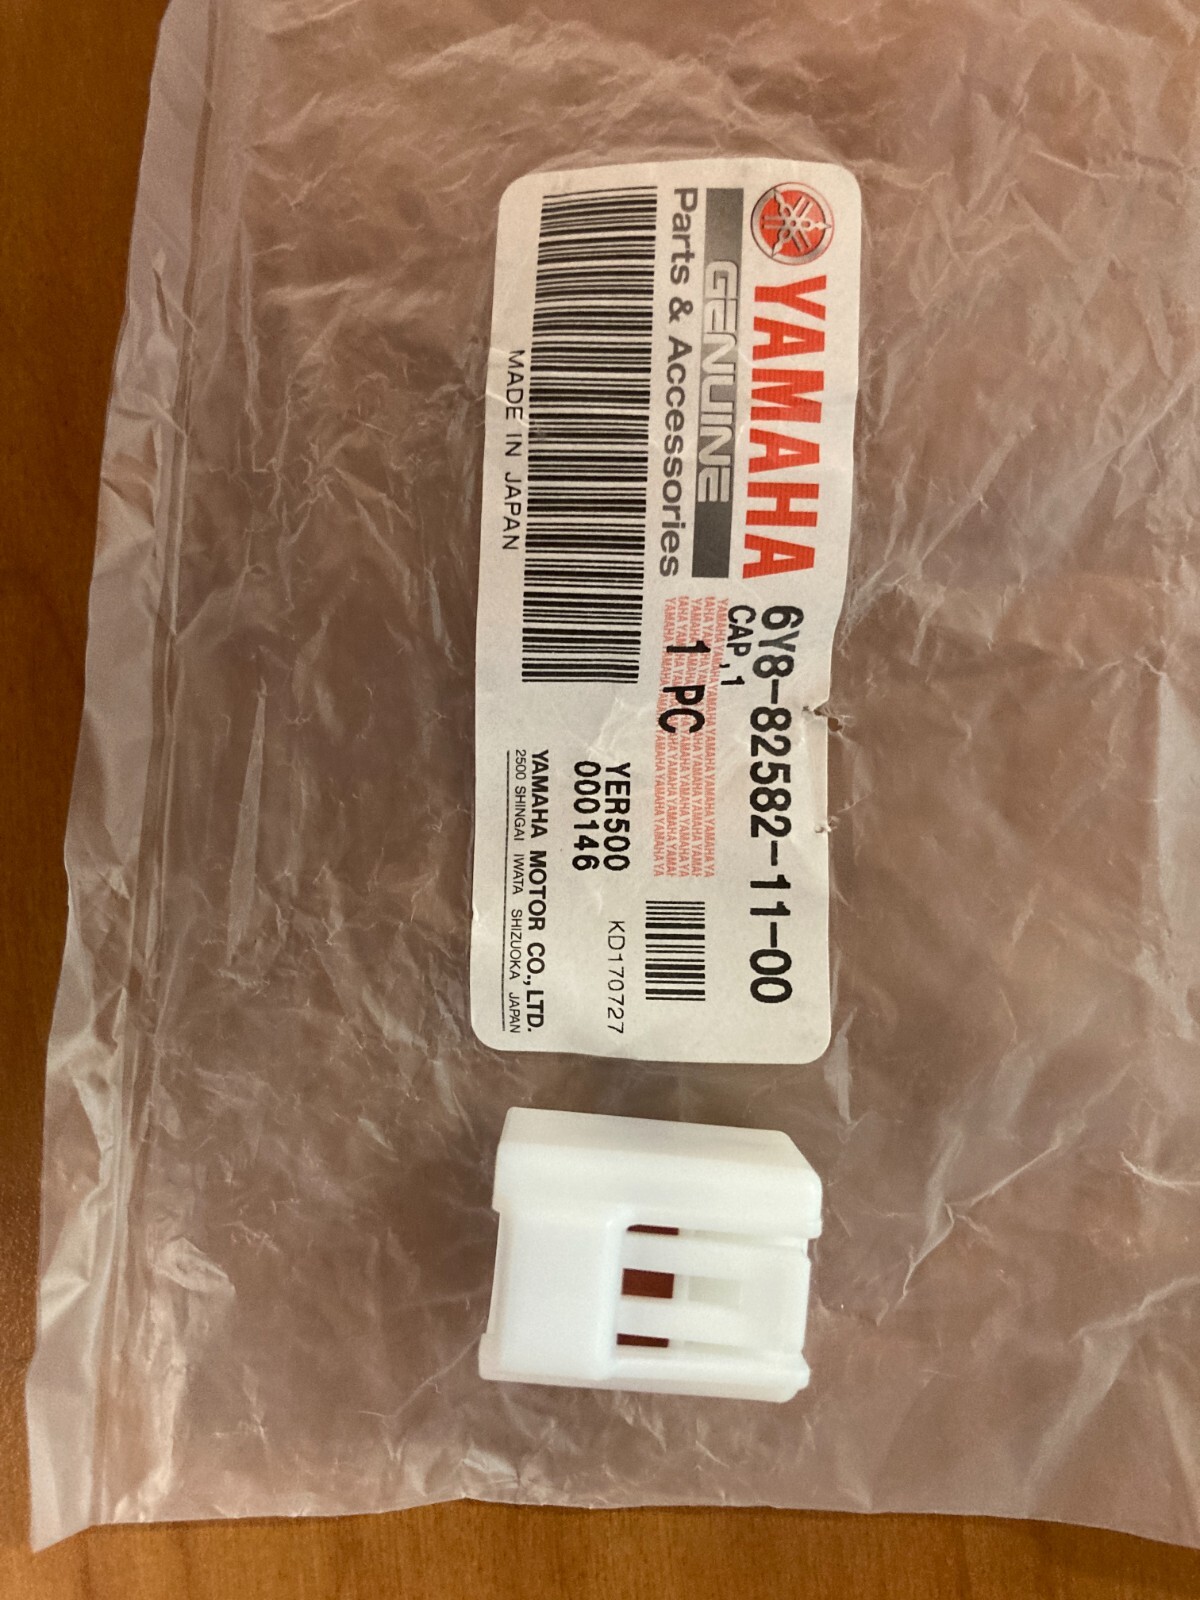 YAMAHA
GENUINE
Parts & Accessories
MADE IN JAPAN
6Y8-82582-11-00
CAP,1
1 PC
YER500
000146
KD170727
YAMAHA MOTOR CO., LTD.
2500 SHINGAI IWATA SHIZUOKA JAPAN